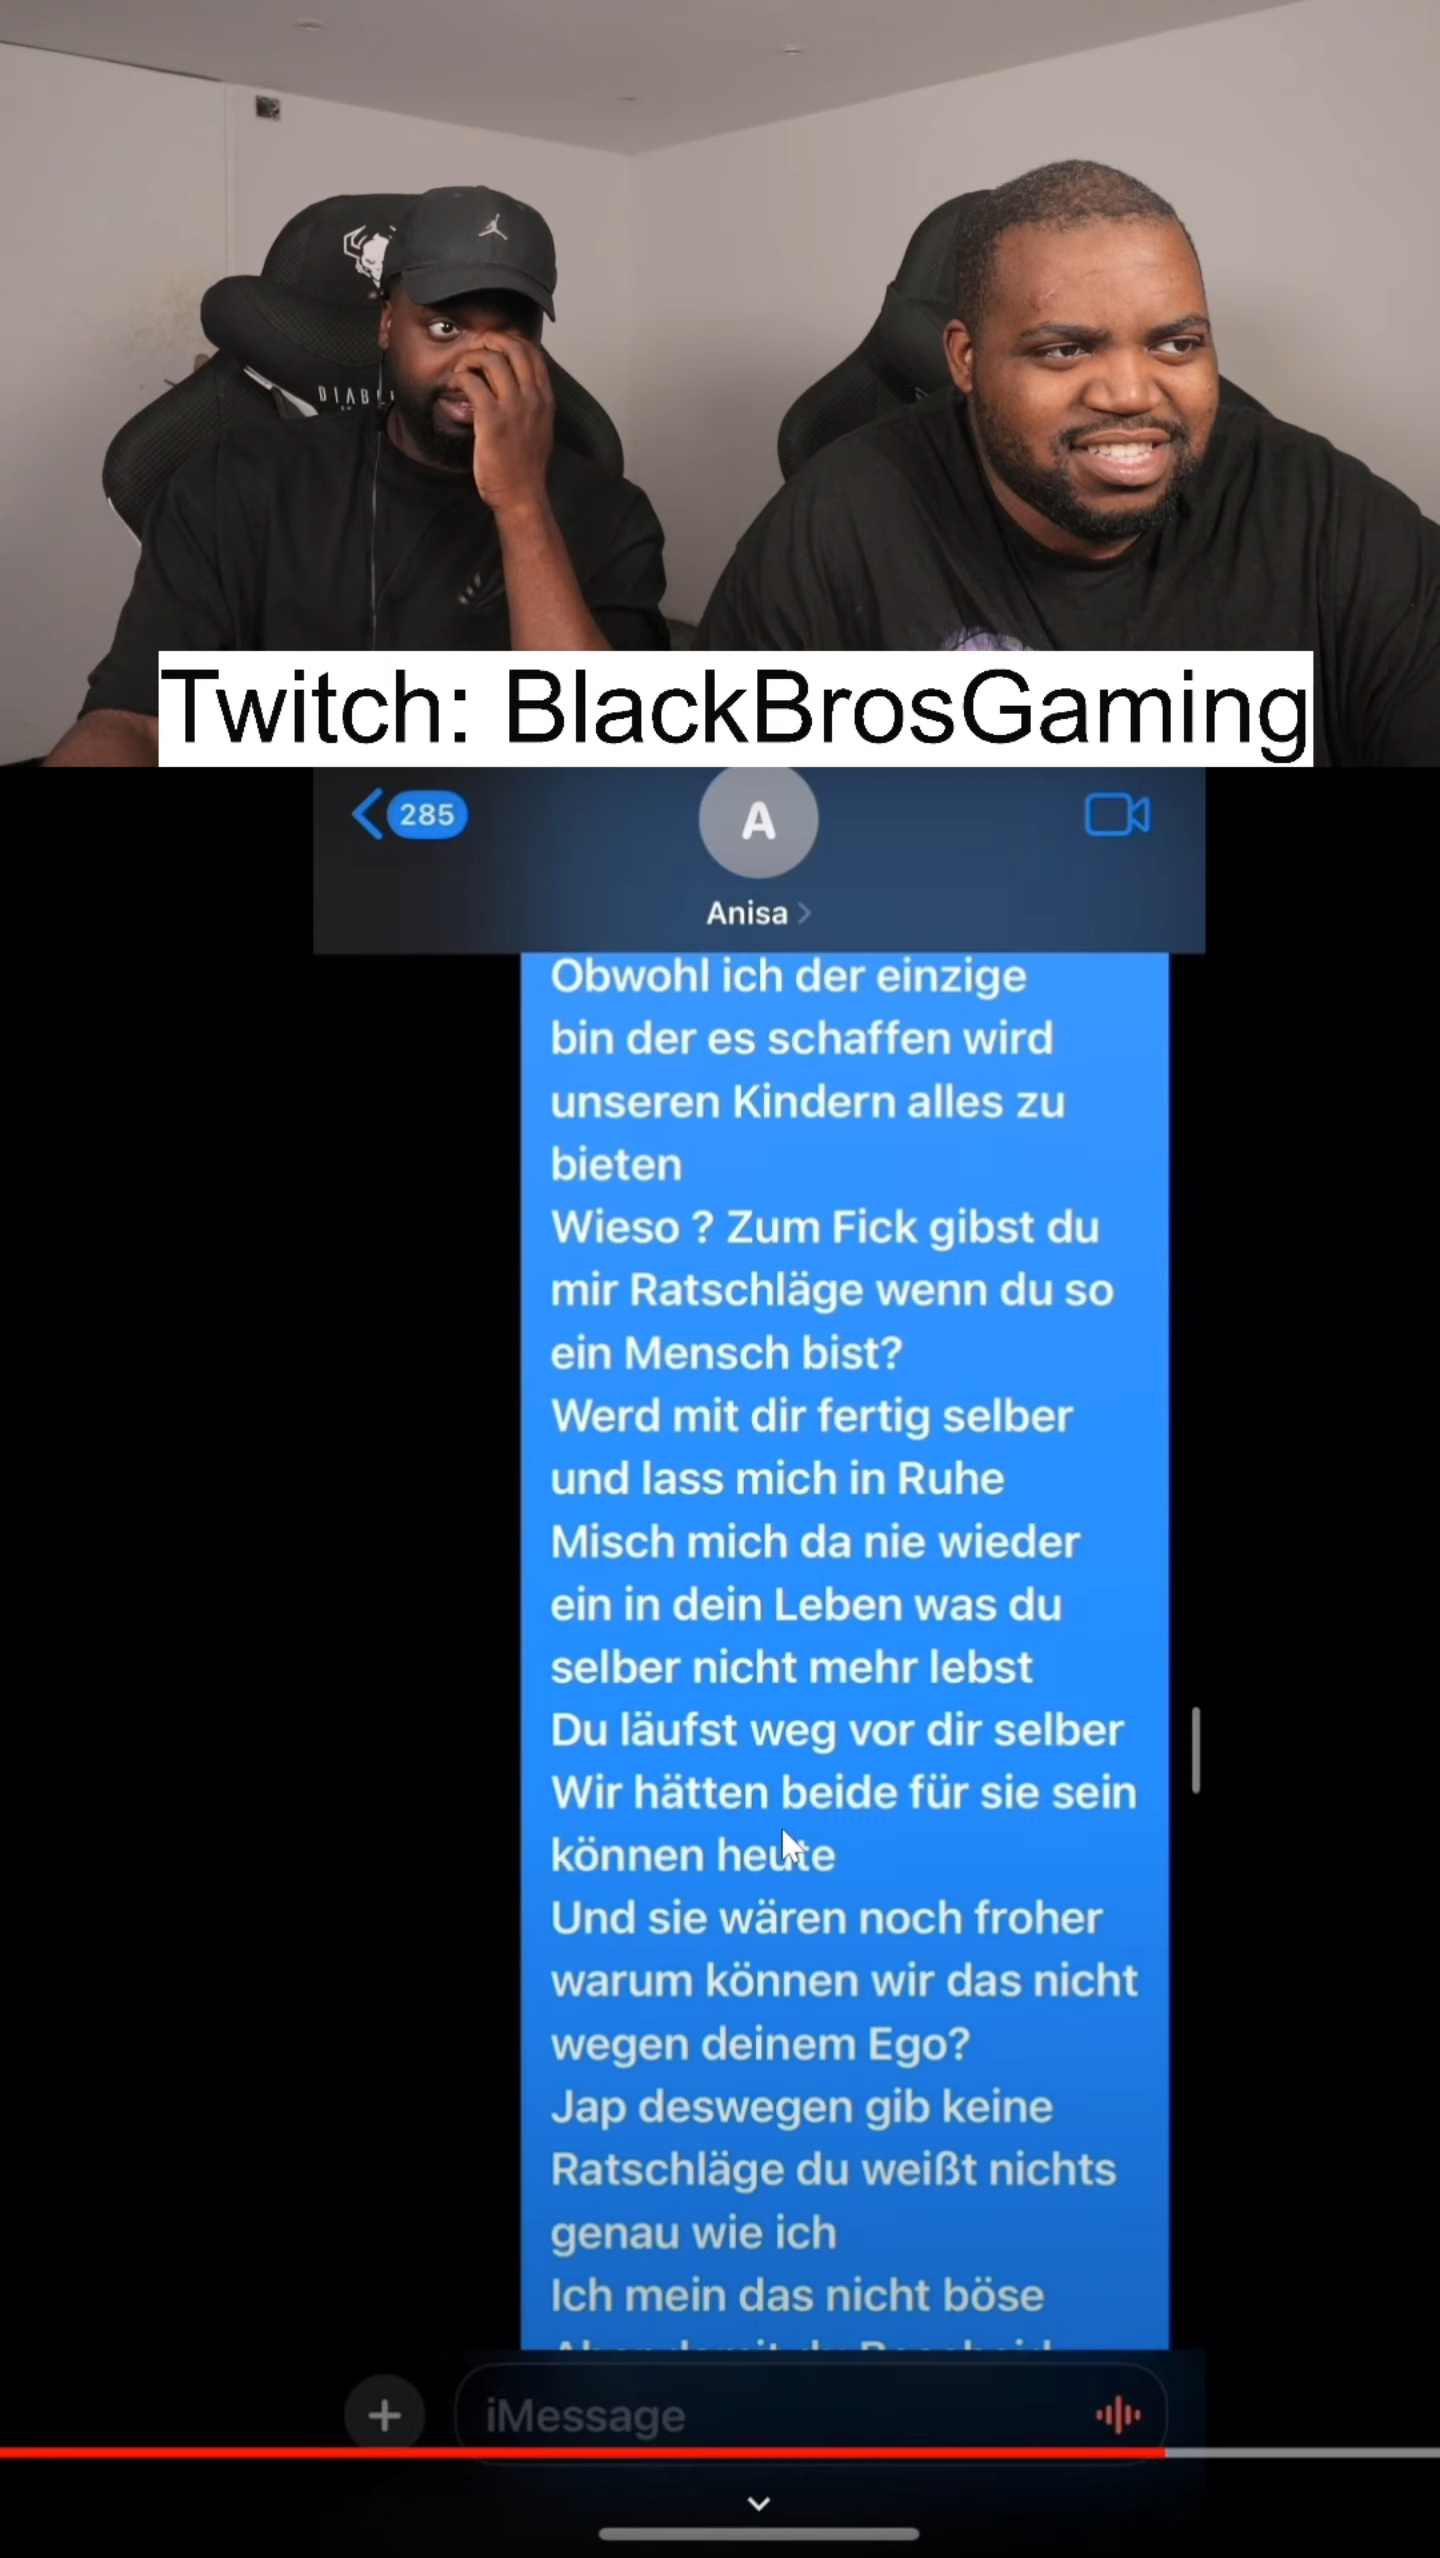 DIABL
Twitch: BlackBrosGaming
285
A
Anisa
Obwohl ich der einzige
bin der es schaffen wird
unseren Kindern alles zu
bieten
Wieso ? Zum Fick gibst du
mir Ratschläge wenn du so
ein Mensch bist?
Werd mit dir fertig selber
und lass mich in Ruhe
Misch mich da nie wieder
ein in dein Leben was du
selber nicht mehr lebst
Du läufst weg vor dir selber
Wir hätten beide für sie sein
können heute
Und sie wären noch froher
warum können wir das nicht
wegen deinem Ego?
Jap deswegen gib keine
Ratschläge du weißt nichts
genau wie ich
Ich mein das nicht böse
iMessage